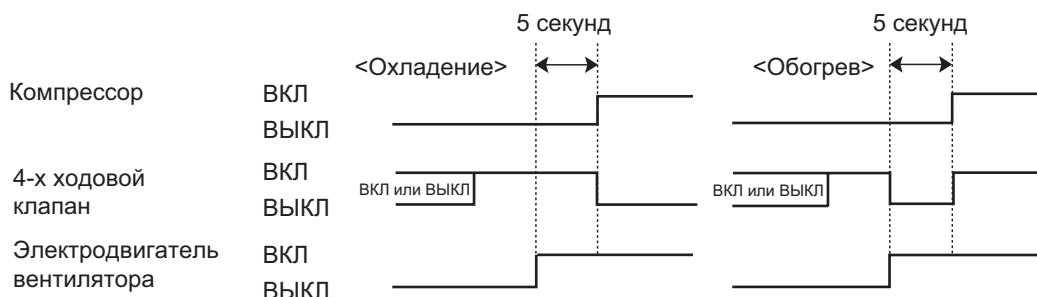 5 секунд 5 секунд
<Охладение> <Обогрев>
Компрессор ВКЛ
ВЫКЛ
4-х ходовой клапан ВКЛ
ВКЛ или ВЫКЛ ВКЛ или ВЫКЛ
ВЫКЛ
Электродвигатель вентилятора ВКЛ
ВЫКЛ